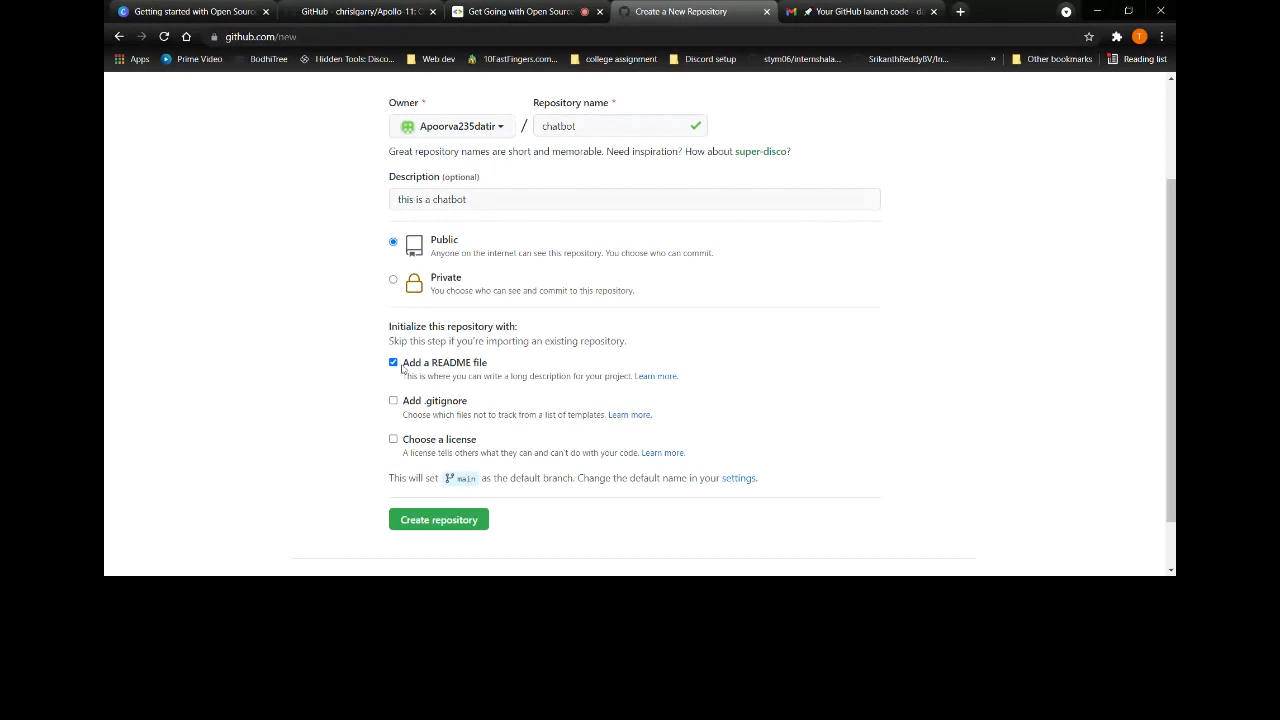 Getting started with Open Sourc
GitHub - chrislgarry/Apollo-11: O
Get Going with Open Source
Create a New Repository
Your GitHub launch code - d
github.com/new
T
Apps
Prime Video
BodhiTree
Hidden Tools: Disco...
Web dev
10FastFingers.com...
college assignment
Discord setup
stym06/internshala...
SrikanthReddyBV/In...
»
Other bookmarks
Reading list
Owner *
Repository name *
Apoorva235datir
/
chatbot
Great repository names are short and memorable. Need inspiration? How about super-disco?
Description (optional)
this is a chatbot
Public
Anyone on the internet can see this repository. You choose who can commit.
Private
You choose who can see and commit to this repository.
Initialize this repository with:
Skip this step if you're importing an existing repository.
Add a README file
This is where you can write a long description for your project. Learn more.
Add .gitignore
Choose which files not to track from a list of templates. Learn more.
Choose a license
A license tells others what they can and can't do with your code. Learn more.
This will set main as the default branch. Change the default name in your settings.
Create repository